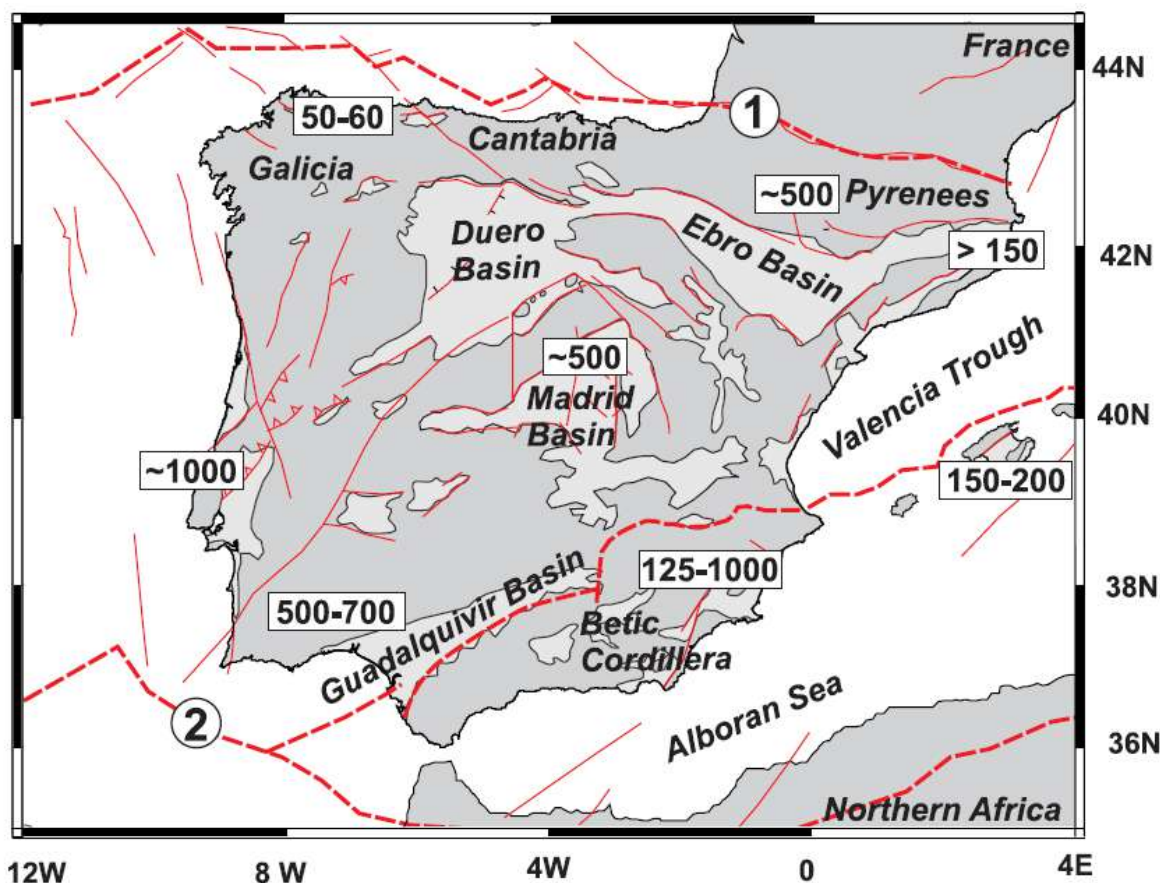 France
44N
1
50-60
Cantabria
Galicia
~500
Pyrenees
Duero
Basin
Ebro Basin
> 150
42N
~500
Madrid
Basin
Valencia Trough
40N
~1000
150-200
125-1000
38N
500-700
Guadalquivir Basin
Betic
Cordillera
2
Alboran Sea
36N
Northern Africa
12W
8 W
4W
0
4E